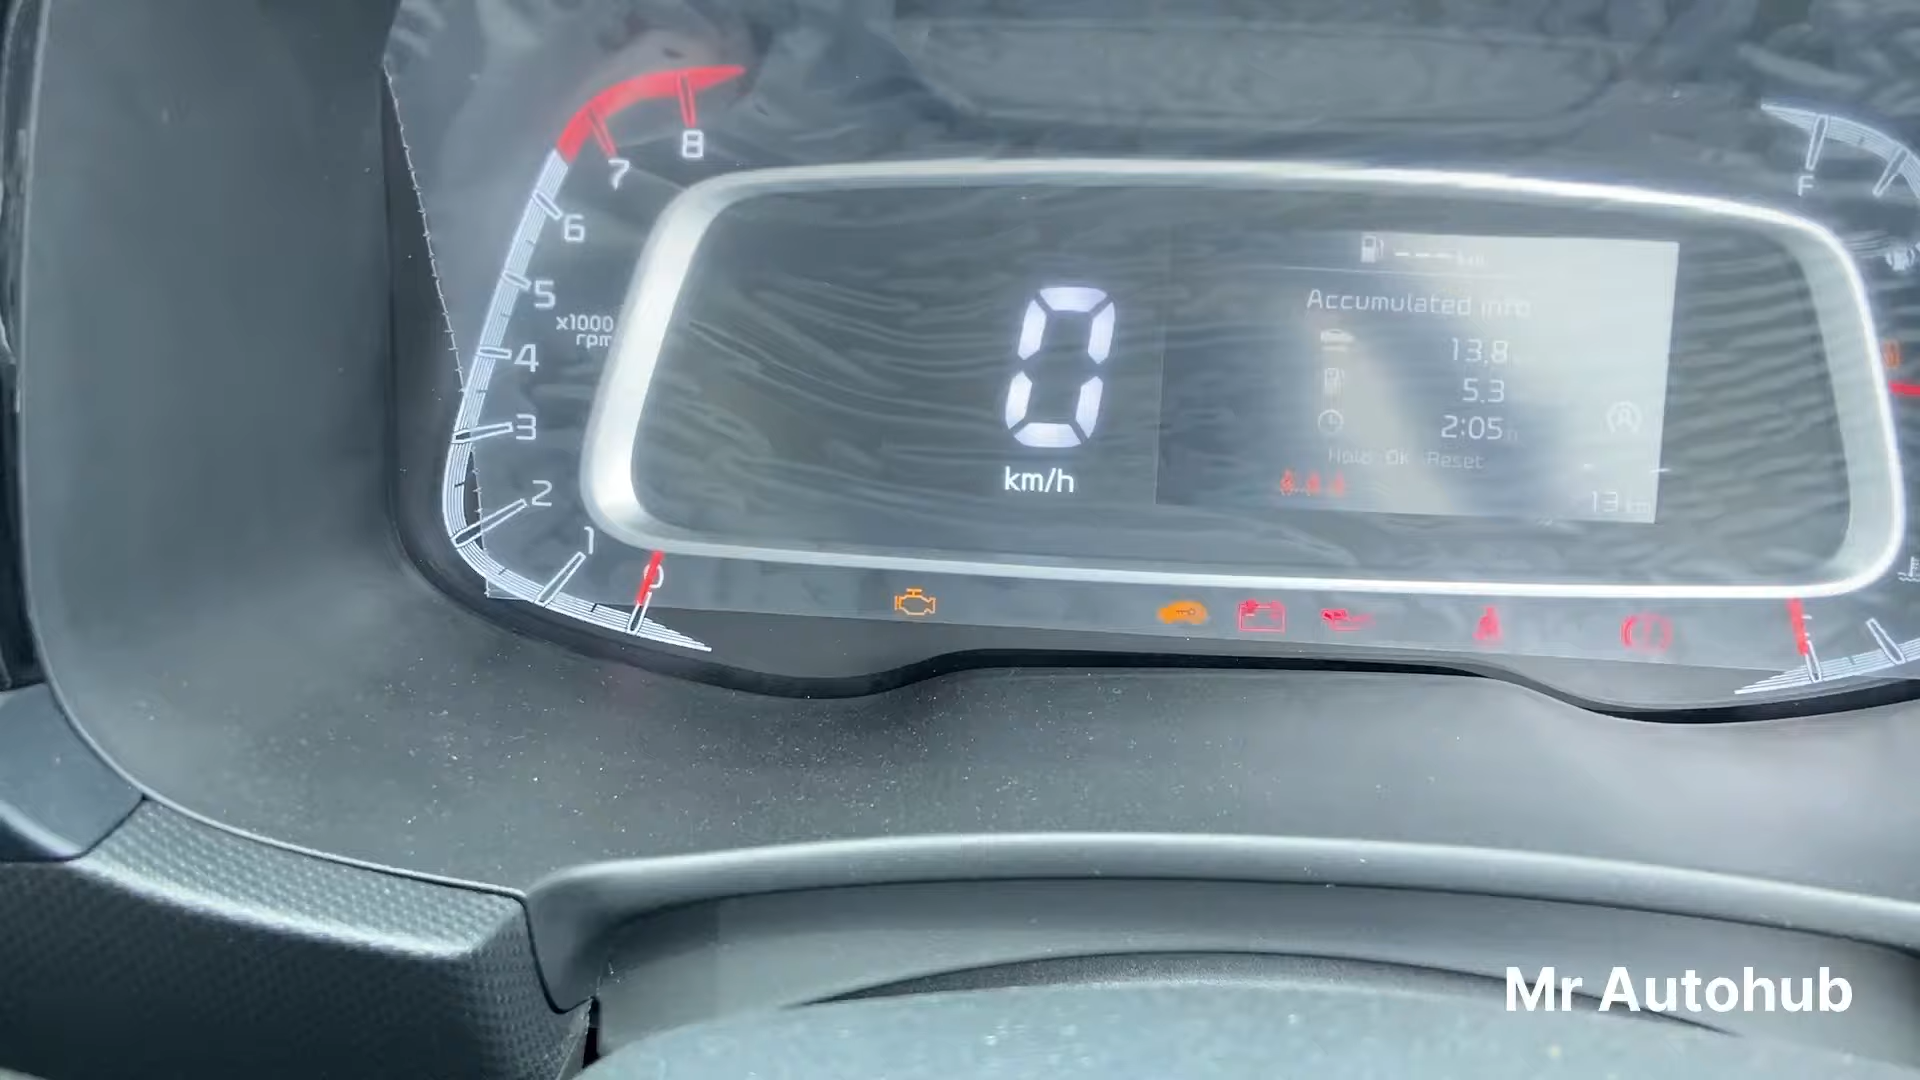 8
7
6
5
x1000
rpm
4
3
2
1
0
0
km/h
Accumulated info
13.8
5.3
2:05
Hold OK :Reset
13 km
F
Mr Autohub